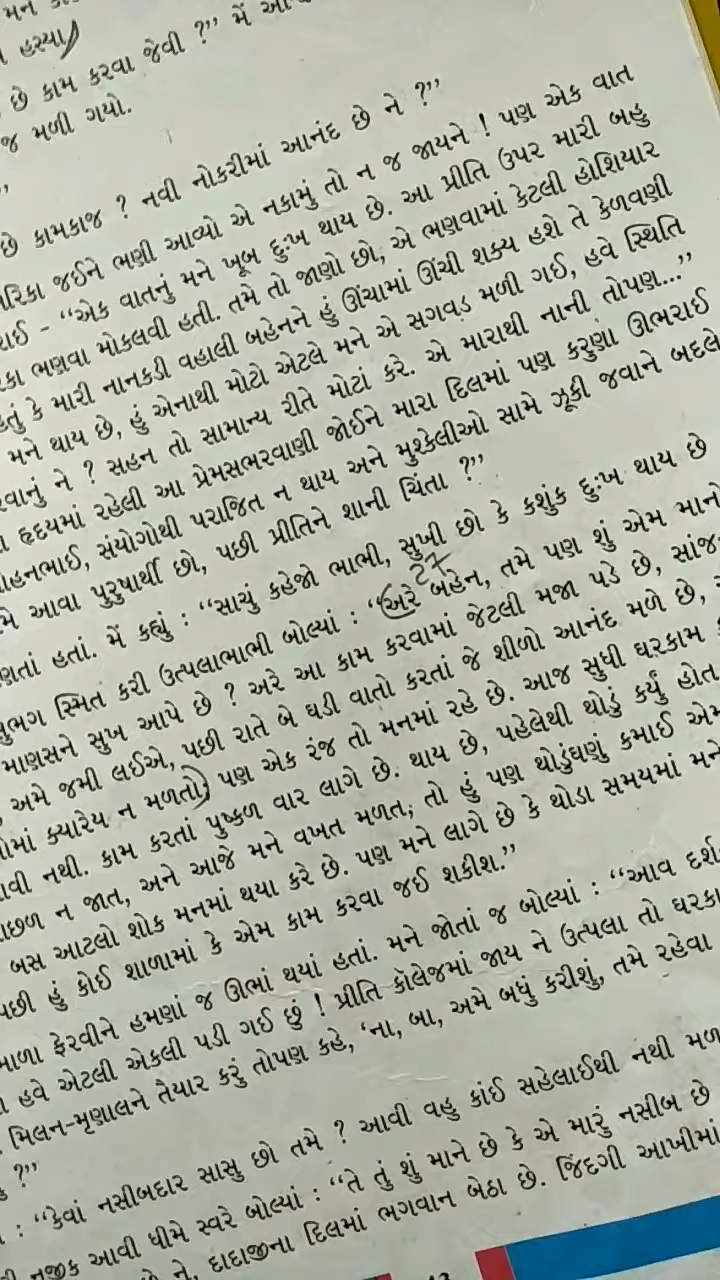 મન
હસ્યા
છે કામ કરવા જેવી ?” મેં
જ મળી ગયો.
છે કામકાજ ? નવી નોકરીમાં આનંદ છે ને ?”
જઈને ભણી આવ્યો એ નકામું તો ન જ જાયને ! પણ એક વાત
– “એક વાતનું મને ખૂબ દુઃખ થાય છે. આ પ્રીતિ ઉપર મારી બહુ
ભણવા મોકલવી હતી. તમે તો જાણો છો, એ ભણવામાં કેટલી હોશિયાર
કે મારી નાનકડી વહાલી બહેનને હું ઊંચામાં ઊંચી શક્ય હશે તે કેળવણી
મને થાય છે, હું એનાથી મોટો એટલે મને એ સગવડ મળી ગઈ, હવે સ્થિતિ
ને ? સહન તો સામાન્ય રીતે મોટાં કરે. એ મારાથી નાની તોપણ...”
હૃદયમાં રહેલી આ પ્રેમસભરવાણી જોઈને મારા દિલમાં પણ કરુણા ઊભરાઈ
સંયોગોથી પરાજિત ન થાય અને મુશ્કેલીઓ સામે ઝૂકી જવાને બદલે
આવા પુરુષાર્થી છો, પછી પ્રીતિને શાની ચિંતા ?”
હતાં. મેં કહ્યું : “સાચું કહેજો ભાભી, સુખી છો કે કશુંક દુઃખ થાય છે
27
સ્મિત કરી ઉત્પલાભાભી બોલ્યાં : “અરે બહેન, તમે પણ શું એમ માનો
માણસને સુખ આપે છે ? અરે આ કામ કરવામાં જેટલી મજા પડે છે, સાંજ
અમે જમી લઈએ, પછી રાતે બે ઘડી વાતો કરતાં જે શીળો આનંદ મળે છે,
ક્યારેય ન મળતો; પણ એક રંજ તો મનમાં રહે છે. આજ સુધી ઘરકામ
નથી. કામ કરતાં પુષ્કળ વાર લાગે છે. થાય છે, પહેલેથી થોડું કર્યું હોત
ન જાત, અને આજે મને વખત મળત, તો હું પણ થોડુંઘણું કમાઈ
બસ આટલો શોક મનમાં થયા કરે છે. પણ મને લાગે છે કે થોડા સમયમાં મને
પછી હું કોઈ શાળામાં કે એમ કામ કરવા જઈ શકીશ.”
ફેરવીને હમણાં જ ઊભાં થયાં હતાં. મને જોતાં જ બોલ્યાં : “આવ
હવે એટલી એકલી પડી ગઈ છું ! પ્રીતિ કૉલેજમાં જાય ને ઉત્પલા તો
મિલન-મૃણાલને તૈયાર કરું તોપણ કહે, ‘ના, બા, અમે બધું કરીશું, તમે રહેવા
?”
: “કેવાં નસીબદાર સાસુ છો તમે ? આવી વહુ કાંઈ સહેલાઈથી નથી
નજીક આવી ધીમે સ્વરે બોલ્યાં : “તે તું શું માને છે કે એ મારું નસીબ છે
ને, દાદાજીના દિલમાં ભગવાન બેઠા છે. જિંદગી આખીમાં